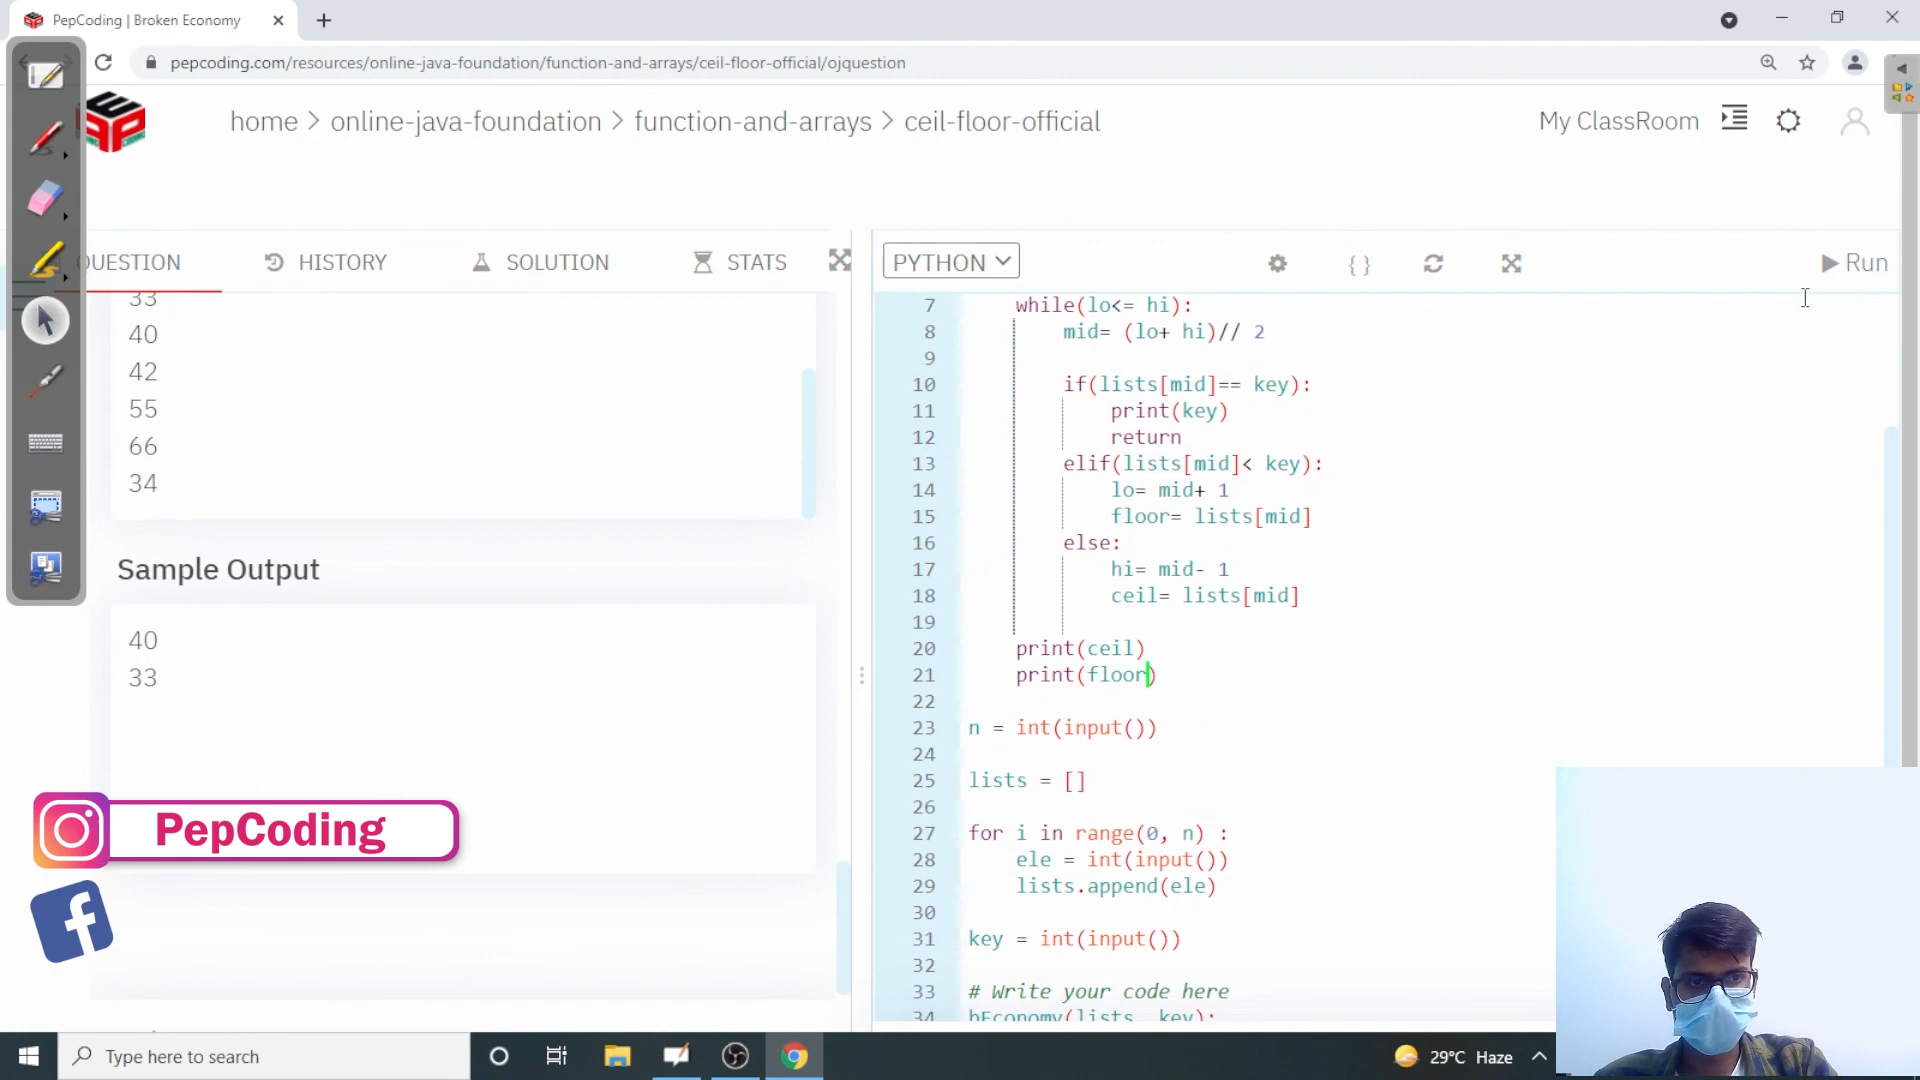 PepCoding | Broken Economy
pepcoding.com/resources/online-java-foundation/function-and-arrays/ceil-floor-official/ojquestion
PEP
home > online-java-foundation > function-and-arrays > ceil-floor-official
My ClassRoom
UESTION
HISTORY
SOLUTION
STATS
33
40
42
55
66
34
Sample Output
40
33
PepCoding
PYTHON
{ }
Run
7 while(lo<= hi):
8 mid= (lo+ hi)// 2
9
10 if(lists[mid]== key):
11 print(key)
12 return
13 elif(lists[mid]< key):
14 lo= mid+ 1
15 floor= lists[mid]
16 else:
17 hi= mid- 1
18 ceil= lists[mid]
19
20 print(ceil)
21 print(floor)
22
23 n = int(input())
24
25 lists = []
26
27 for i in range(0, n) :
28 ele = int(input())
29 lists.append(ele)
30
31 key = int(input())
32
33 # Write your code here
34 bEconomy(lists, key):
Type here to search
29°C Haze